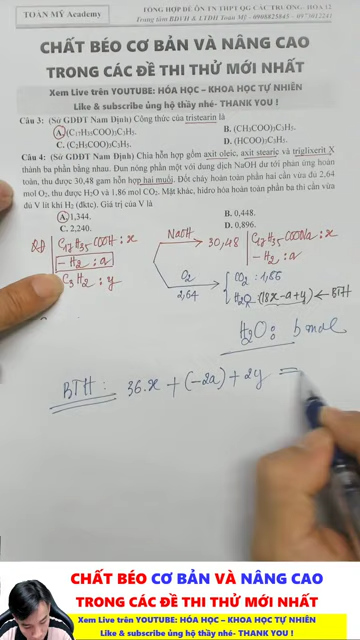 TOÁN MỸ Academy
TỔNG HỢP ĐỀ ÔN TN THPT QG CÁC TRƯỜNG - HÓA 12
Trung tâm BDVH & LTĐH Toán Mỹ - 0908825845 - 0973013241
CHẤT BÉO CƠ BẢN VÀ NÂNG CAO
TRONG CÁC ĐỀ THI THỬ MỚI NHẤT
Xem Live trên YOUTUBE: HÓA HỌC – KHOA HỌC TỰ NHIÊN
Like & subscribe ủng hộ thầy nhé- THANK YOU !
Câu 3: (Sở GDĐT Nam Định) Công thức của tristearin là
A. (C₁₇H₃₅COO)₃C₃H₅. B. (CH₃COO)₃C₃H₅.
C. (C₂H₅COO)₃C₃H₅. D. (HCOO)₃C₃H₅.
Câu 4: (Sở GDĐT Nam Định) Chia hỗn hợp gồm axit oleic, axit stearic và triglixerit X
thành ba phần bằng nhau. Đun nóng phần một với dung dịch NaOH dư tới phản ứng hoàn
toàn, thu được 30,48 gam hỗn hợp hai muối. Đốt cháy hoàn toàn phần hai cần vừa đủ 2,64
mol O₂, thu được H₂O và 1,86 mol CO₂. Mặt khác, hiđro hóa hoàn toàn phần ba thì cần vừa
đủ V lít khí H₂ (đktc). Giá trị của V là
A. 1,344. B. 0,448.
C. 2,240. D. 0,896.
C₁₇H₃₅COOH : x
- H₂ : a
C₃H₂ : y
NaOH
30,48
C₁₇H₃₅COONa : x
- H₂ : a
O₂
2,64
CO₂ : 1,86
H₂O : (18x-a+y) ← BTH
H₂O : b mol
BTH : 36.x + (-2a) + 2y =
CHẤT BÉO CƠ BẢN VÀ NÂNG CAO
TRONG CÁC ĐỀ THI THỬ MỚI NHẤT
Xem Live trên YOUTUBE: HÓA HỌC – KHOA HỌC TỰ NHIÊN
Like & subscribe ủng hộ thầy nhé- THANK YOU !